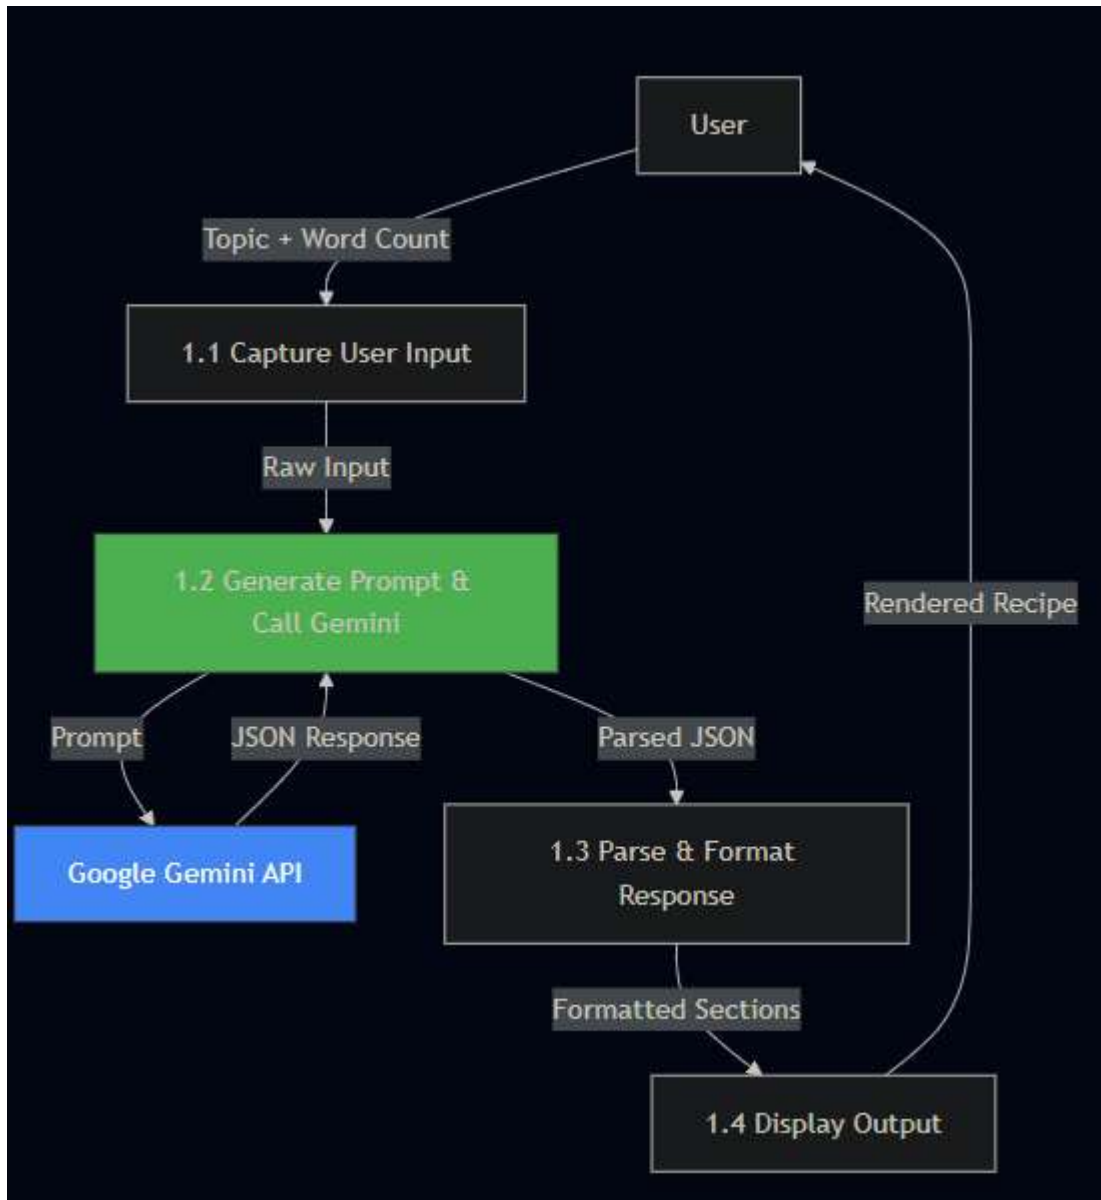 User
Topic + Word Count
1.1 Capture User Input
Raw Input
1.2 Generate Prompt &
Call Gemini
Rendered Recipe
Prompt
JSON Response
Parsed JSON
Google Gemini API
1.3 Parse & Format
Response
Formatted Sections
1.4 Display Output